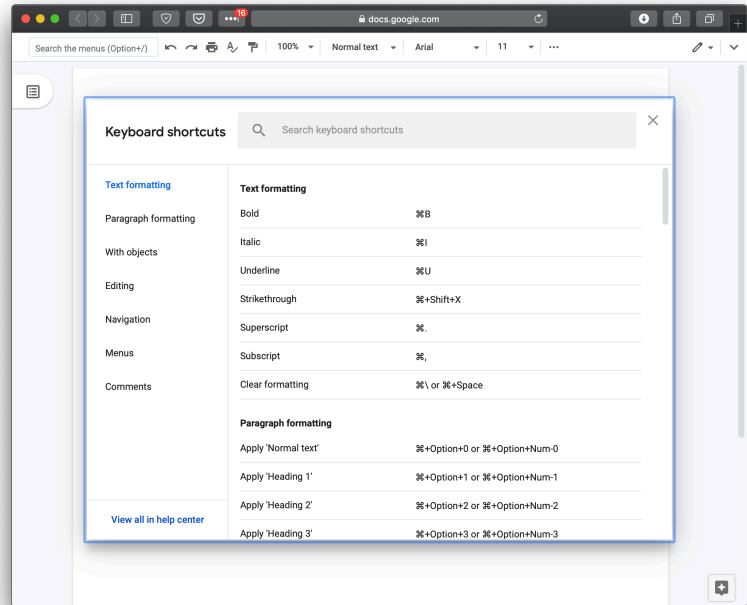 16
docs.google.com
Search the menus (Option+/)
100%
Normal text
Arial
11
Keyboard shortcuts
Search keyboard shortcuts
Text formatting
Paragraph formatting
With objects
Editing
Navigation
Menus
Comments
View all in help center
Text formatting
Bold ⌘B
Italic ⌘I
Underline ⌘U
Strikethrough ⌘+Shift+X
Superscript ⌘.
Subscript ⌘,
Clear formatting ⌘\ or ⌘+Space
Paragraph formatting
Apply 'Normal text' ⌘+Option+0 or ⌘+Option+Num-0
Apply 'Heading 1' ⌘+Option+1 or ⌘+Option+Num-1
Apply 'Heading 2' ⌘+Option+2 or ⌘+Option+Num-2
Apply 'Heading 3' ⌘+Option+3 or ⌘+Option+Num-3